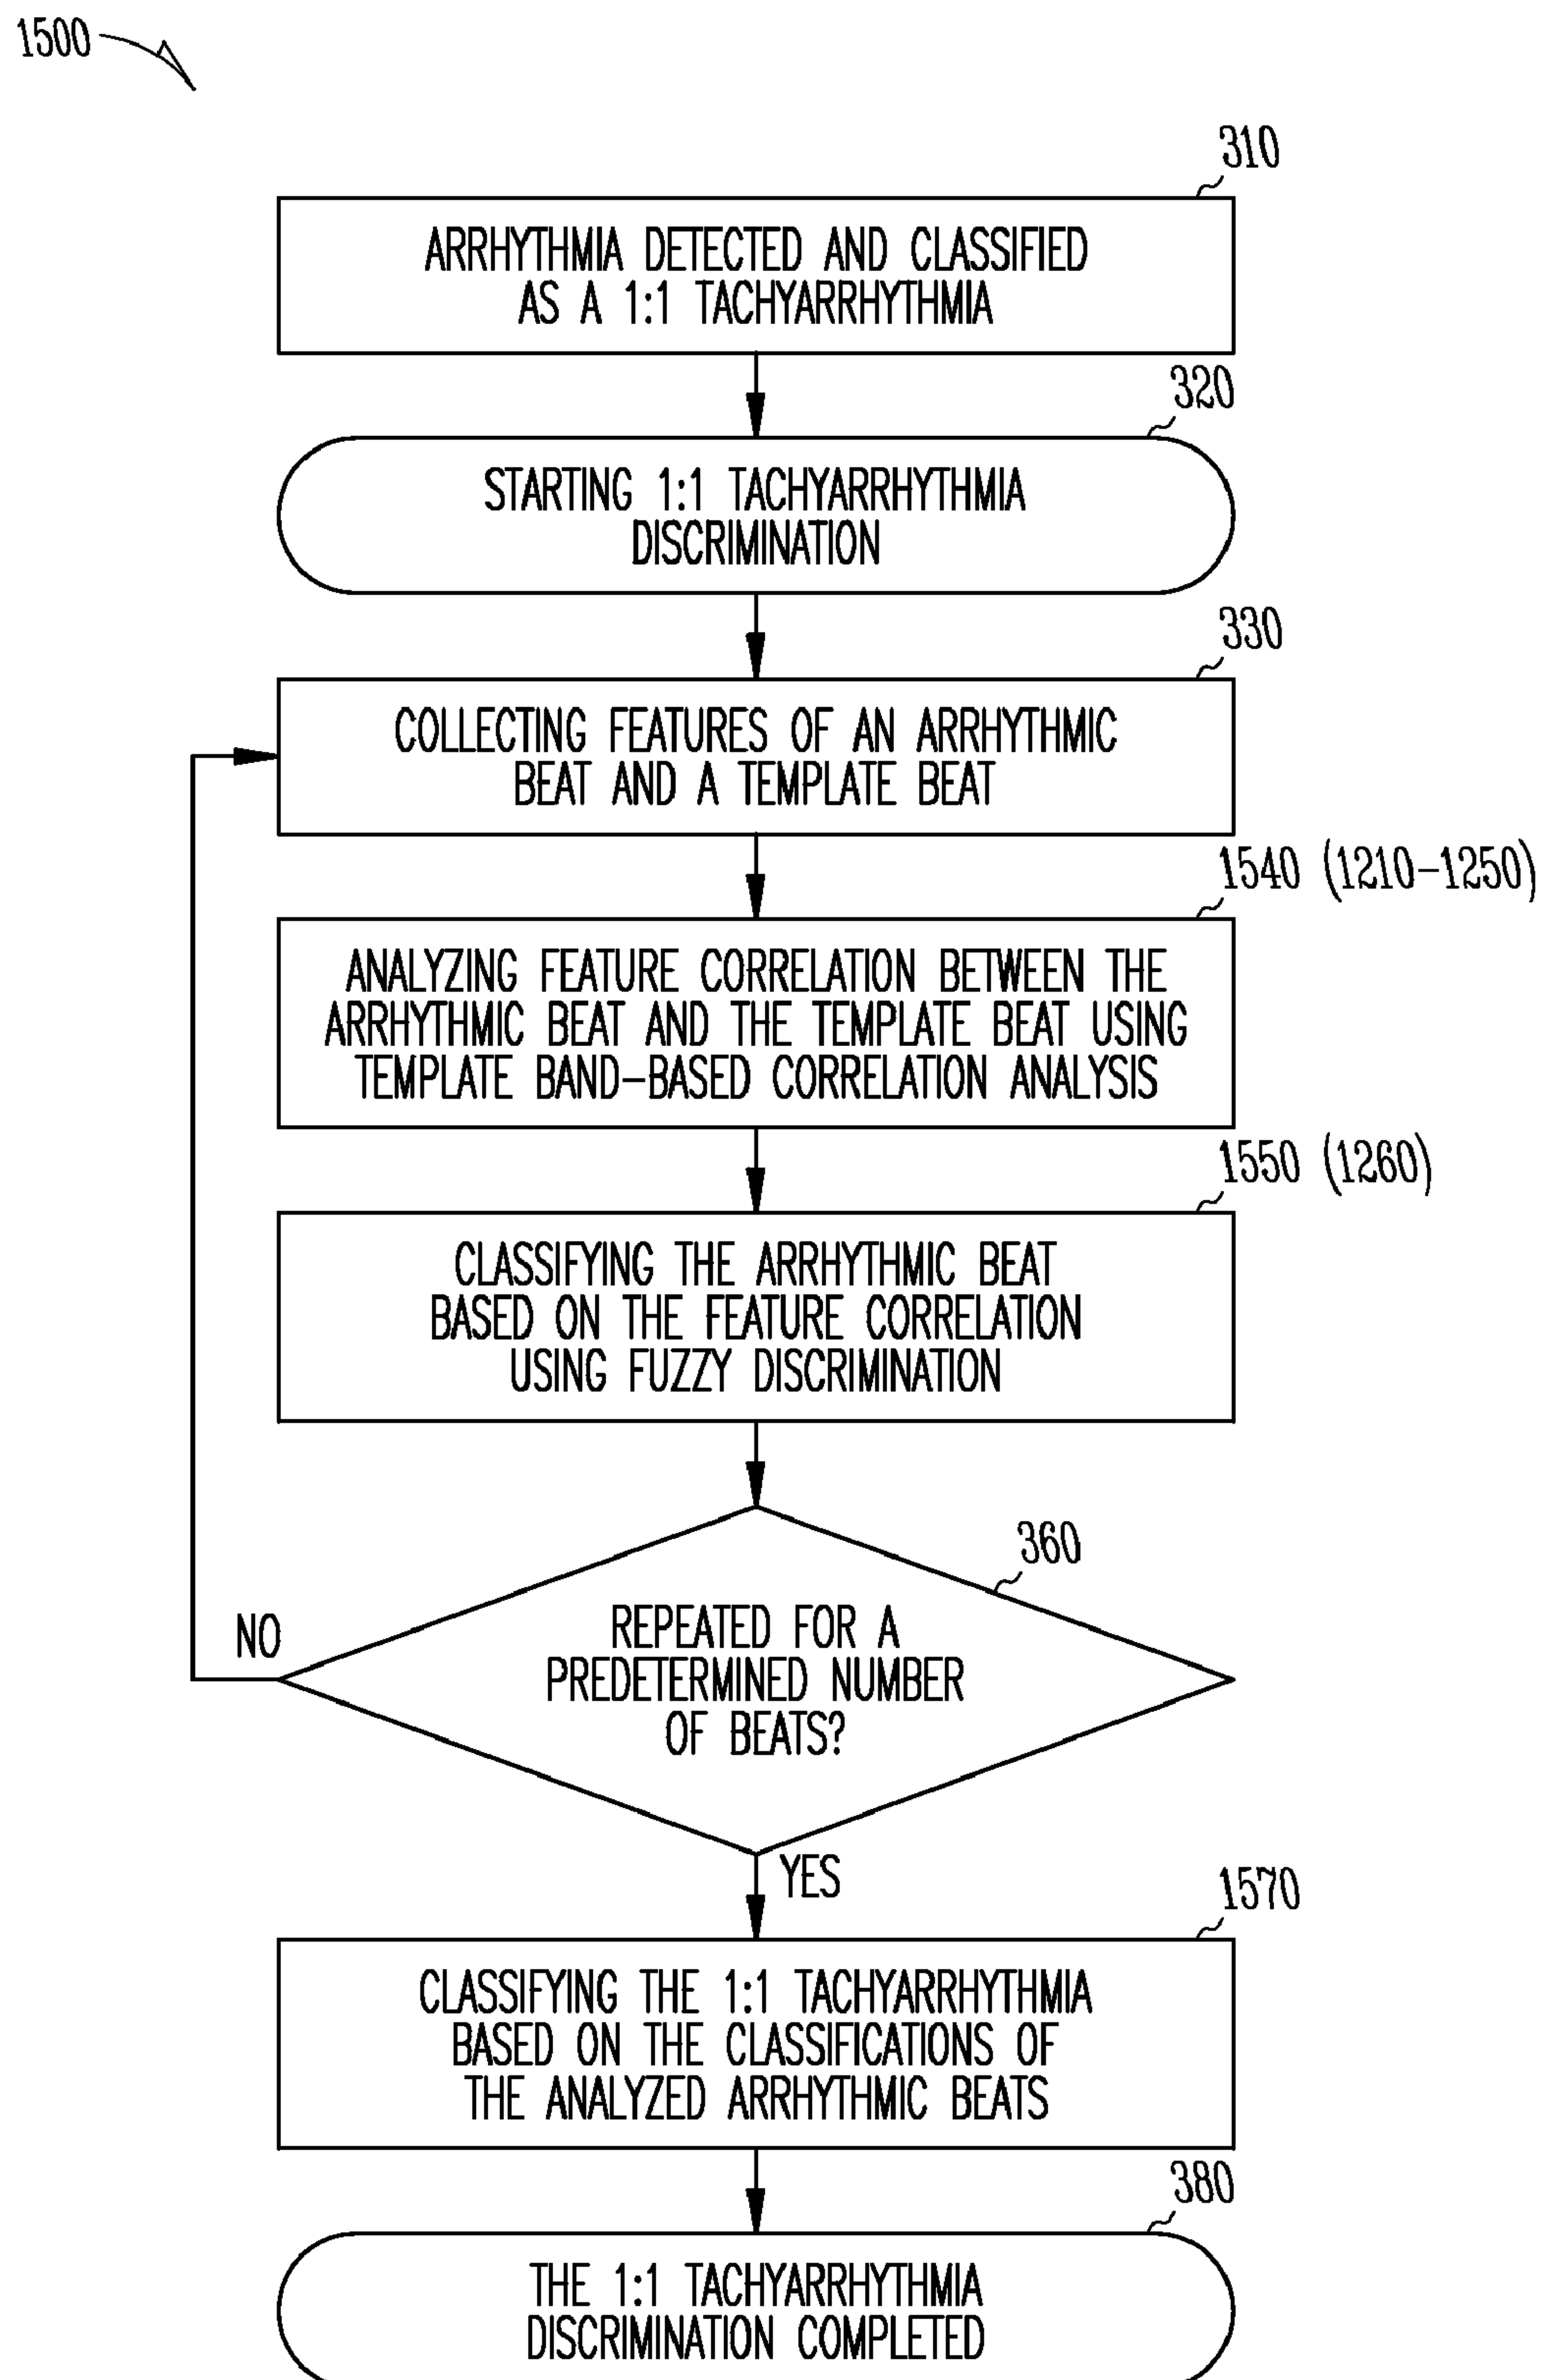 1500
310
ARRHYTHMIA DETECTED AND CLASSIFIED
AS A 1:1 TACHYARRHYTHMIA
320
STARTING 1:1 TACHYARRHYTHMIA
DISCRIMINATION
330
COLLECTING FEATURES OF AN ARRHYTHMIC
BEAT AND A TEMPLATE BEAT
1540 (1210-1250)
ANALYZING FEATURE CORRELATION BETWEEN THE
ARRHYTHMIC BEAT AND THE TEMPLATE BEAT USING
TEMPLATE BAND-BASED CORRELATION ANALYSIS
1550 (1260)
CLASSIFYING THE ARRHYTHMIC BEAT
BASED ON THE FEATURE CORRELATION
USING FUZZY DISCRIMINATION
360
REPEATED FOR A
PREDETERMINED NUMBER
OF BEATS?
NO
YES
1570
CLASSIFYING THE 1:1 TACHYARRHYTHMIA
BASED ON THE CLASSIFICATIONS OF
THE ANALYZED ARRHYTHMIC BEATS
380
THE 1:1 TACHYARRHYTHMIA
DISCRIMINATION COMPLETED